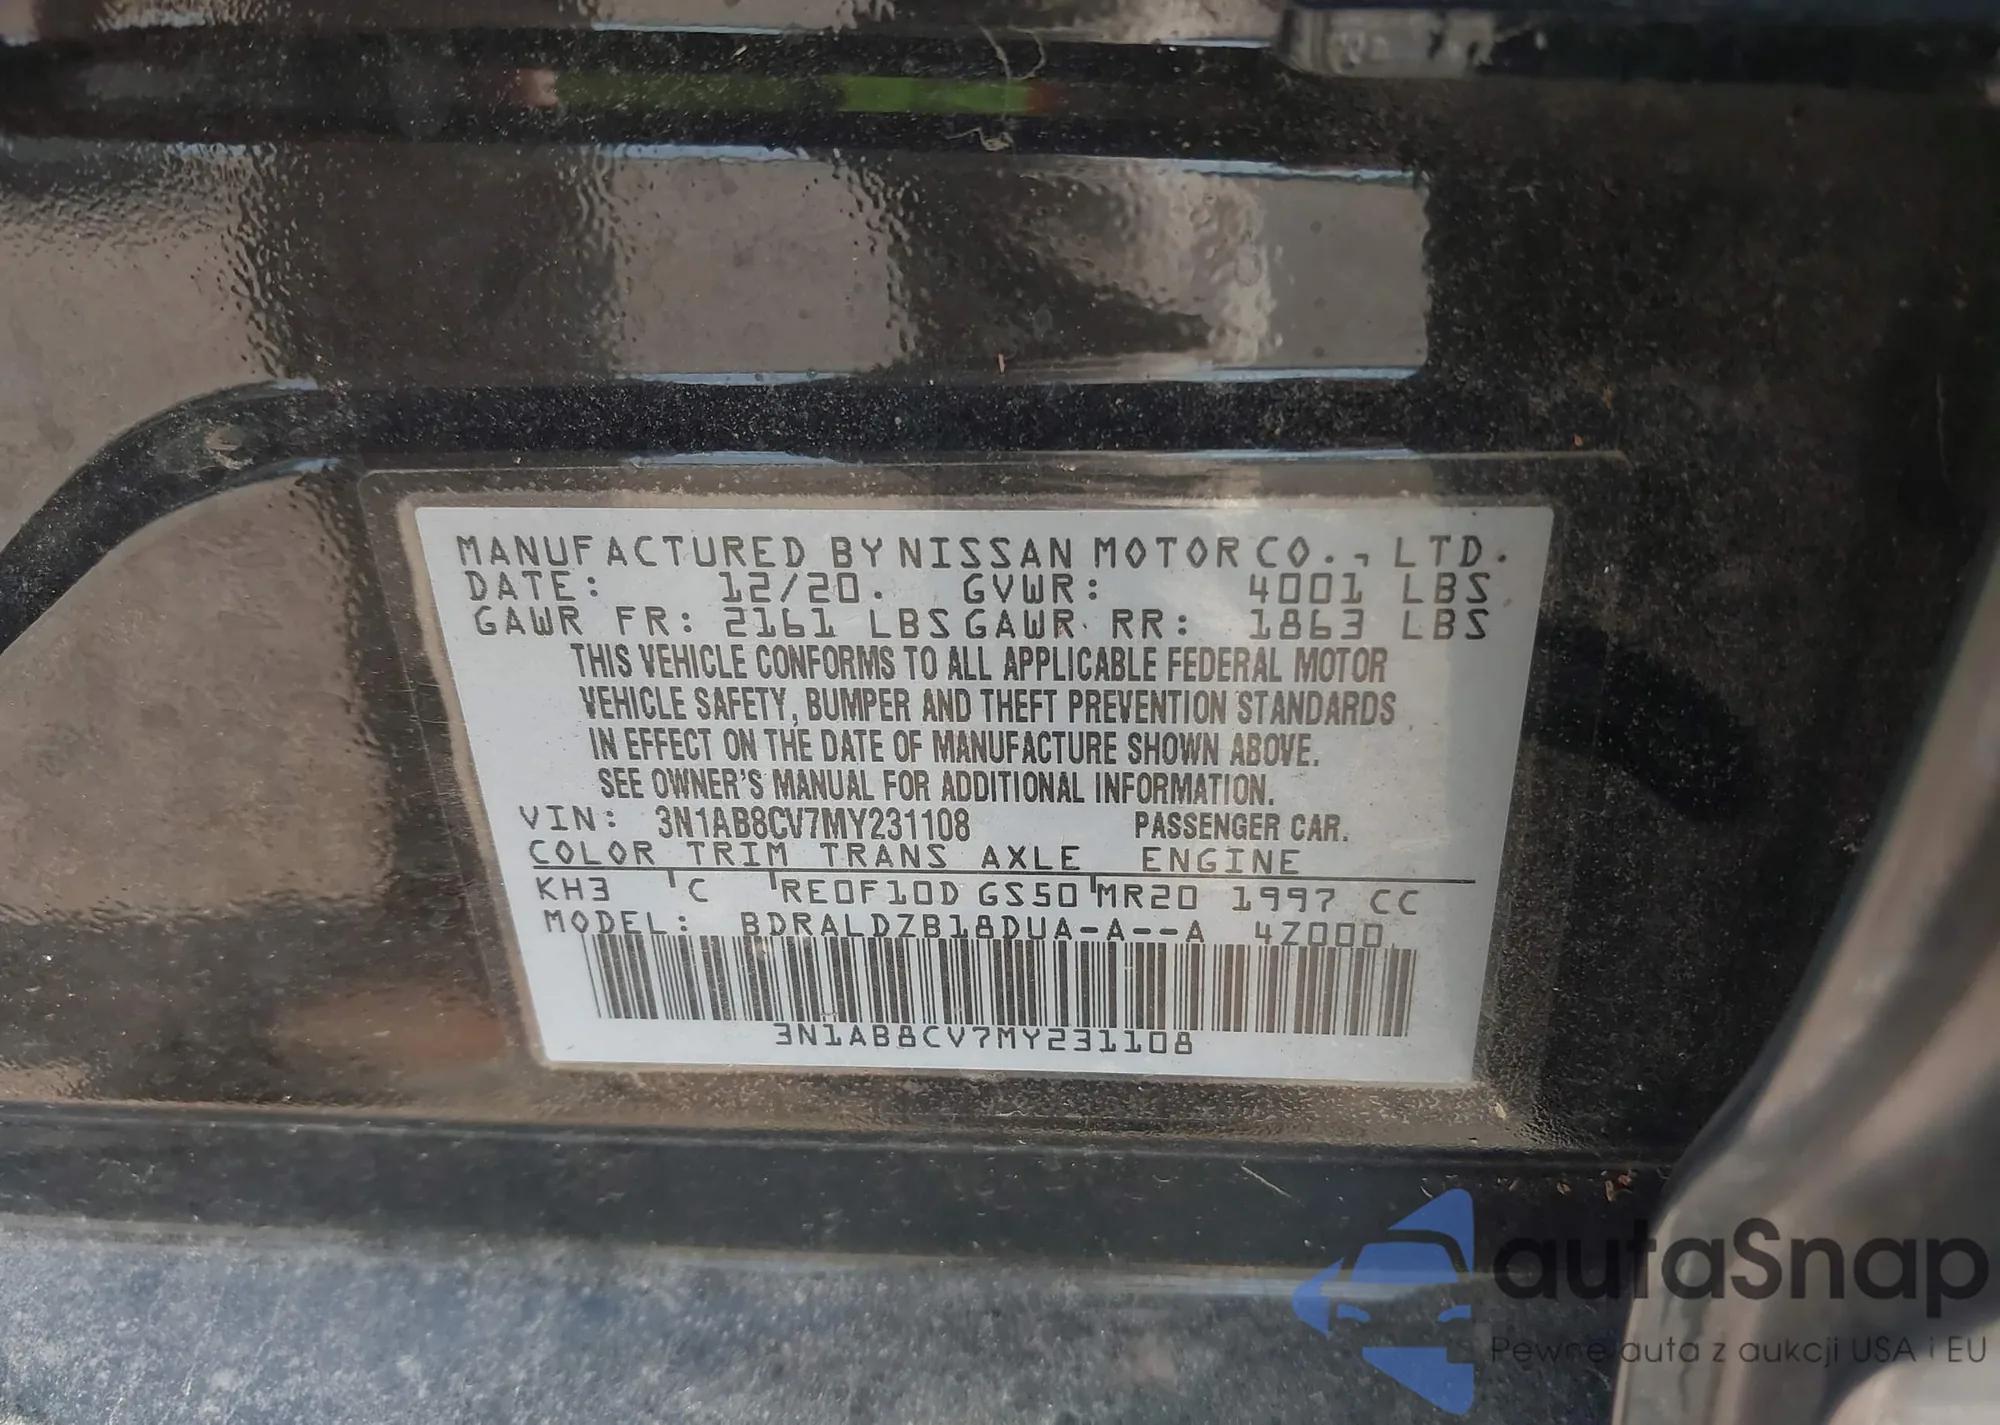 MANUFACTURED BY NISSAN MOTOR CO., LTD.
DATE: 12/20. GVWR: 4001 LBS
GAWR FR: 2161 LBS GAWR RR: 1863 LBS
THIS VEHICLE CONFORMS TO ALL APPLICABLE FEDERAL MOTOR
VEHICLE SAFETY, BUMPER AND THEFT PREVENTION STANDARDS
IN EFFECT ON THE DATE OF MANUFACTURE SHOWN ABOVE.
SEE OWNER'S MANUAL FOR ADDITIONAL INFORMATION.
VIN: 3N1AB8CV7MY231108 PASSENGER CAR.
COLOR TRIM TRANS AXLE ENGINE
KH3 C RE0F10D GS50 MR20 1997 CC
MODEL: BDRALDZB18DUA-A--A 4Z000
3N1AB8CV7MY231108
autaSnap
Pewne auta z aukcji USA i EU